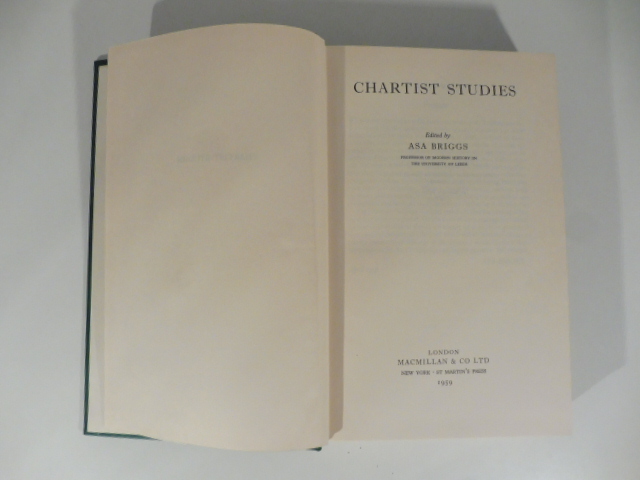 CHARTIST STUDIES
Edited by
ASA BRIGGS
PROFESSOR OF MODERN HISTORY IN
THE UNIVERSITY OF LEEDS
LONDON
MACMILLAN & CO LTD
NEW YORK · ST MARTIN'S PRESS
1959